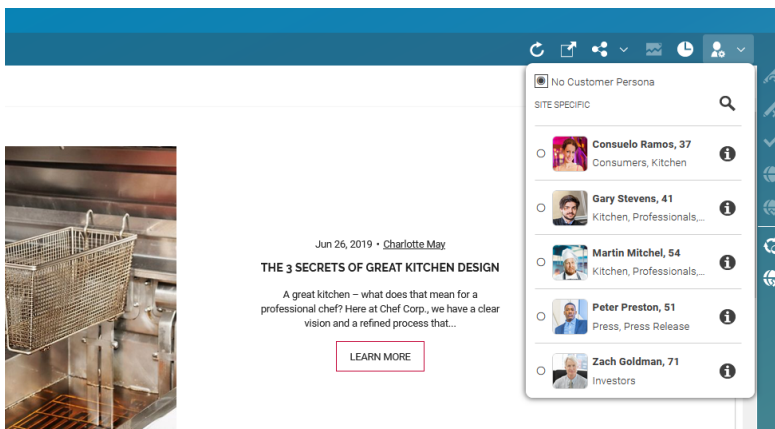 No Customer Persona
SITE SPECIFIC
Consuelo Ramos, 37
Consumers, Kitchen
Gary Stevens, 41
Kitchen, Professionals,...
Martin Mitchel, 54
Kitchen, Professionals,...
Peter Preston, 51
Press, Press Release
Zach Goldman, 71
Investors
Jun 26, 2019 • Charlotte May
THE 3 SECRETS OF GREAT KITCHEN DESIGN
A great kitchen – what does that mean for a
professional chef? Here at Chef Corp., we have a clear
vision and a refined process that...
LEARN MORE